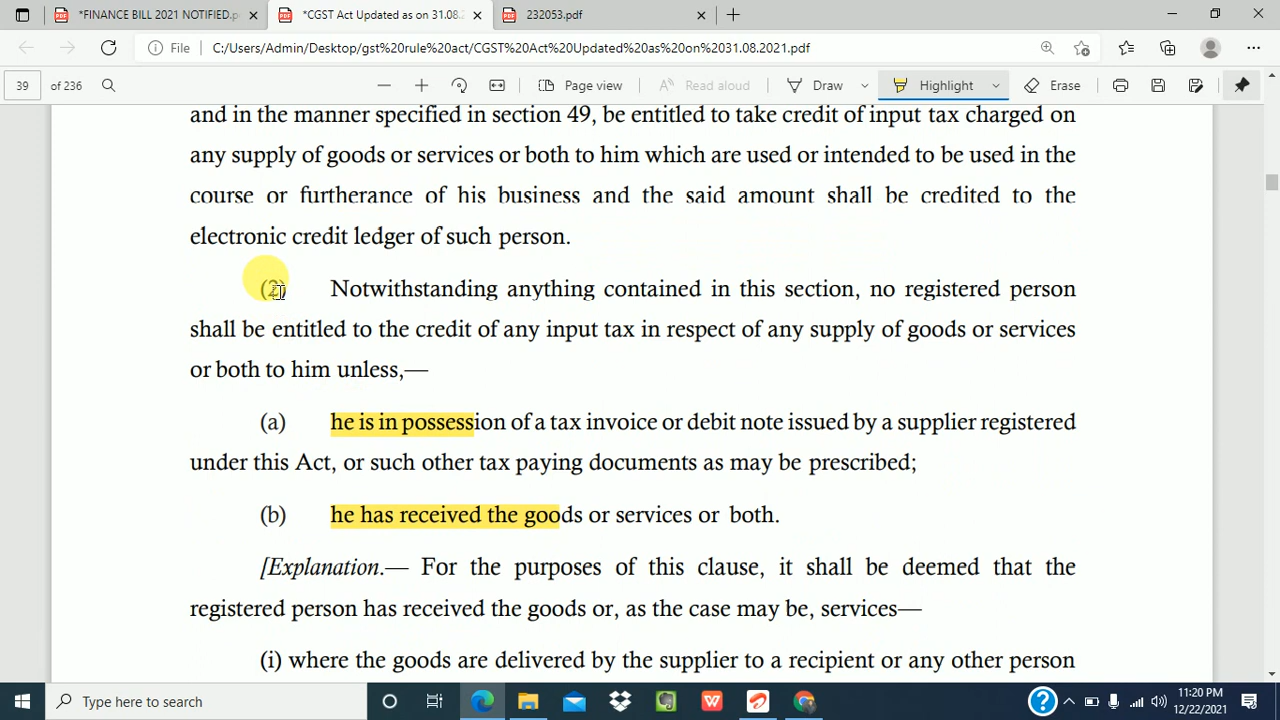 *FINANCE BILL 2021 NOTIFIED.p
*CGST Act Updated as on 31.08.
232053.pdf
File
C:/Users/Admin/Desktop/gst%20rule%20act/CGST%20Act%20Updated%20as%20on%2031.08.2021.pdf
39 of 236
Page view
Read aloud
Draw
Highlight
Erase
and in the manner specified in section 49, be entitled to take credit of input tax charged on
any supply of goods or services or both to him which are used or intended to be used in the
course or furtherance of his business and the said amount shall be credited to the
electronic credit ledger of such person.
(2) Notwithstanding anything contained in this section, no registered person
shall be entitled to the credit of any input tax in respect of any supply of goods or services
or both to him unless,—
(a) he is in possession of a tax invoice or debit note issued by a supplier registered
under this Act, or such other tax paying documents as may be prescribed;
(b) he has received the goods or services or both.
[Explanation.— For the purposes of this clause, it shall be deemed that the
registered person has received the goods or, as the case may be, services—
(i) where the goods are delivered by the supplier to a recipient or any other person
Type here to search
11:20 PM
12/22/2021